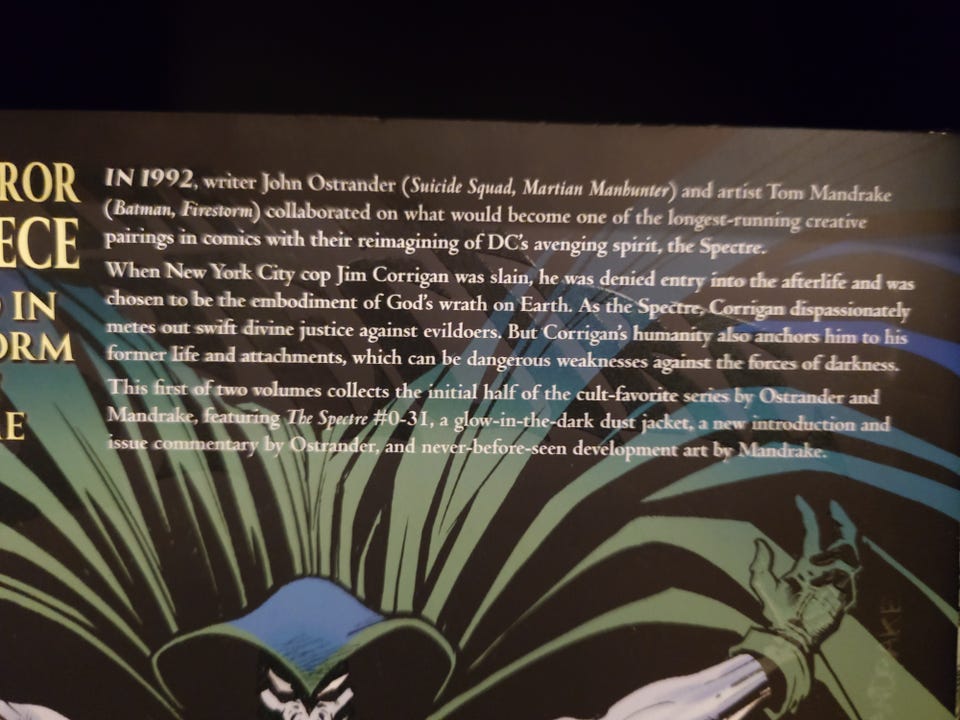 ROR
ECE
IN
ORM
E
IN 1992, writer John Ostrander (Suicide Squad, Martian Manhunter) and artist Tom Mandrake
(Batman, Firestorm) collaborated on what would become one of the longest-running creative
pairings in comics with their reimagining of DC's avenging spirit, the Spectre.
When New York City cop Jim Corrigan was slain, he was denied entry into the afterlife and was
chosen to be the embodiment of God's wrath on Earth. As the Spectre, Corrigan dispassionately
metes out swift divine justice against evildoers. But Corrigan's humanity also anchors him to his
former life and attachments, which can be dangerous weaknesses against the forces of darkness.
This first of two volumes collects the initial half of the cult-favorite series by Ostrander and
Mandrake, featuring The Spectre #0-31, a glow-in-the-dark dust jacket, a new introduction and
issue commentary by Ostrander, and never-before-seen development art by Mandrake.
MANDRAKE